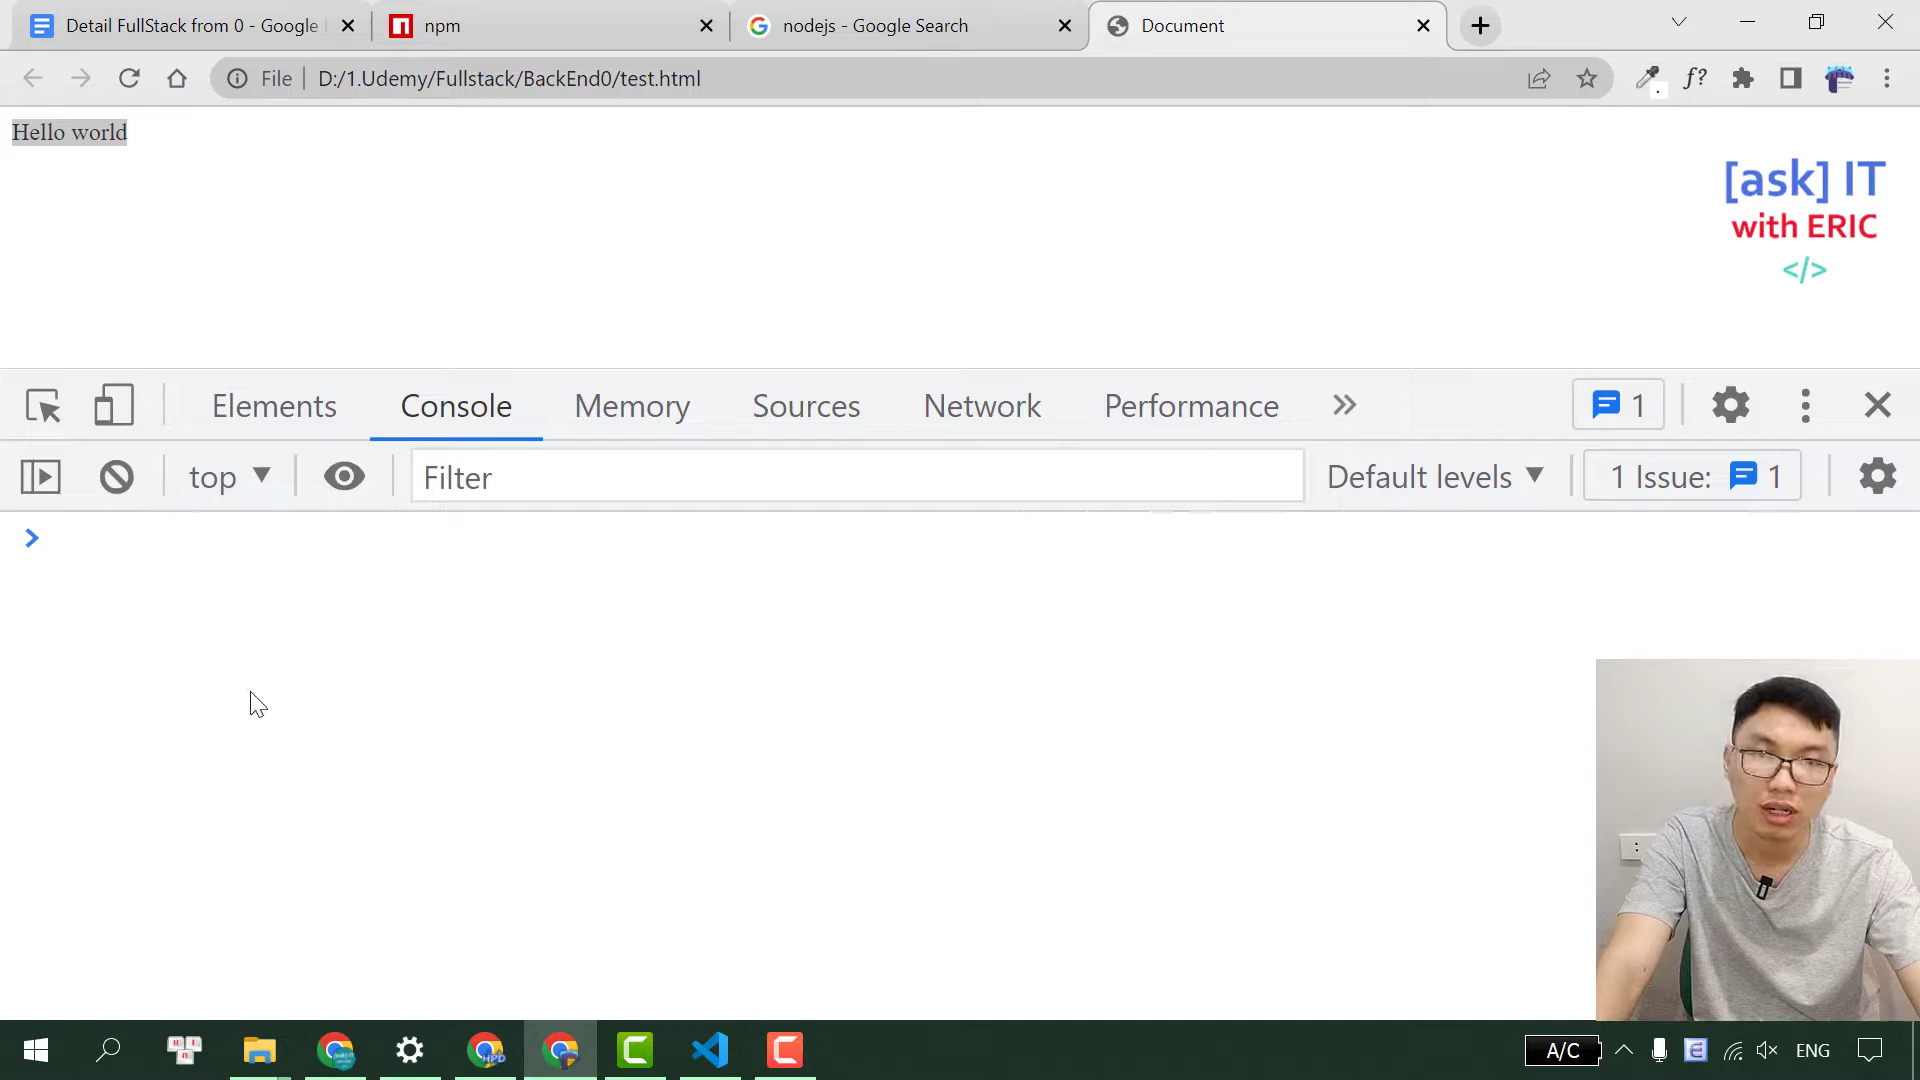 Detail FullStack from 0 - Google
npm
nodejs - Google Search
Document
File
D:/1.Udemy/Fullstack/BackEnd0/test.html
f?
Hello world
[ask] IT
with ERIC
</>
Elements
Console
Memory
Sources
Network
Performance
1
top
Filter
Default levels
1 Issue:
1
HPD
A/C
ENG